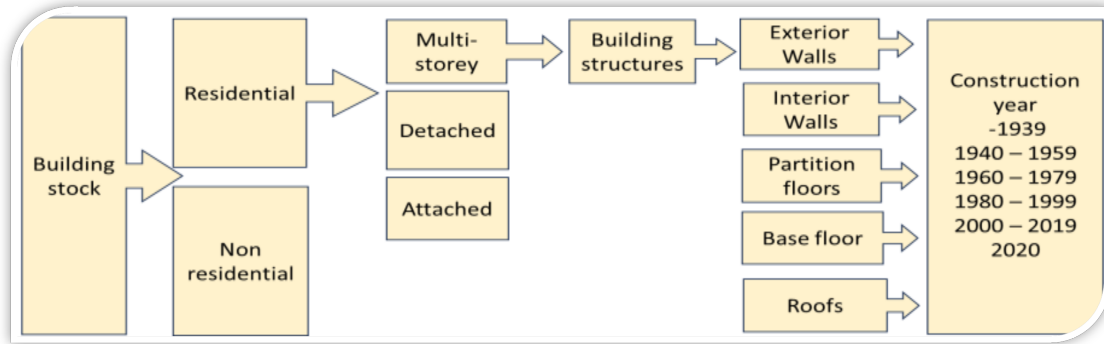 Building
stock
Residential
Non
residential
Multi-
storey
Detached
Attached
Building
structures
Exterior
Walls
Interior
Walls
Partition
floors
Base floor
Roofs
Construction
year
-1939
1940 – 1959
1960 – 1979
1980 – 1999
2000 – 2019
2020